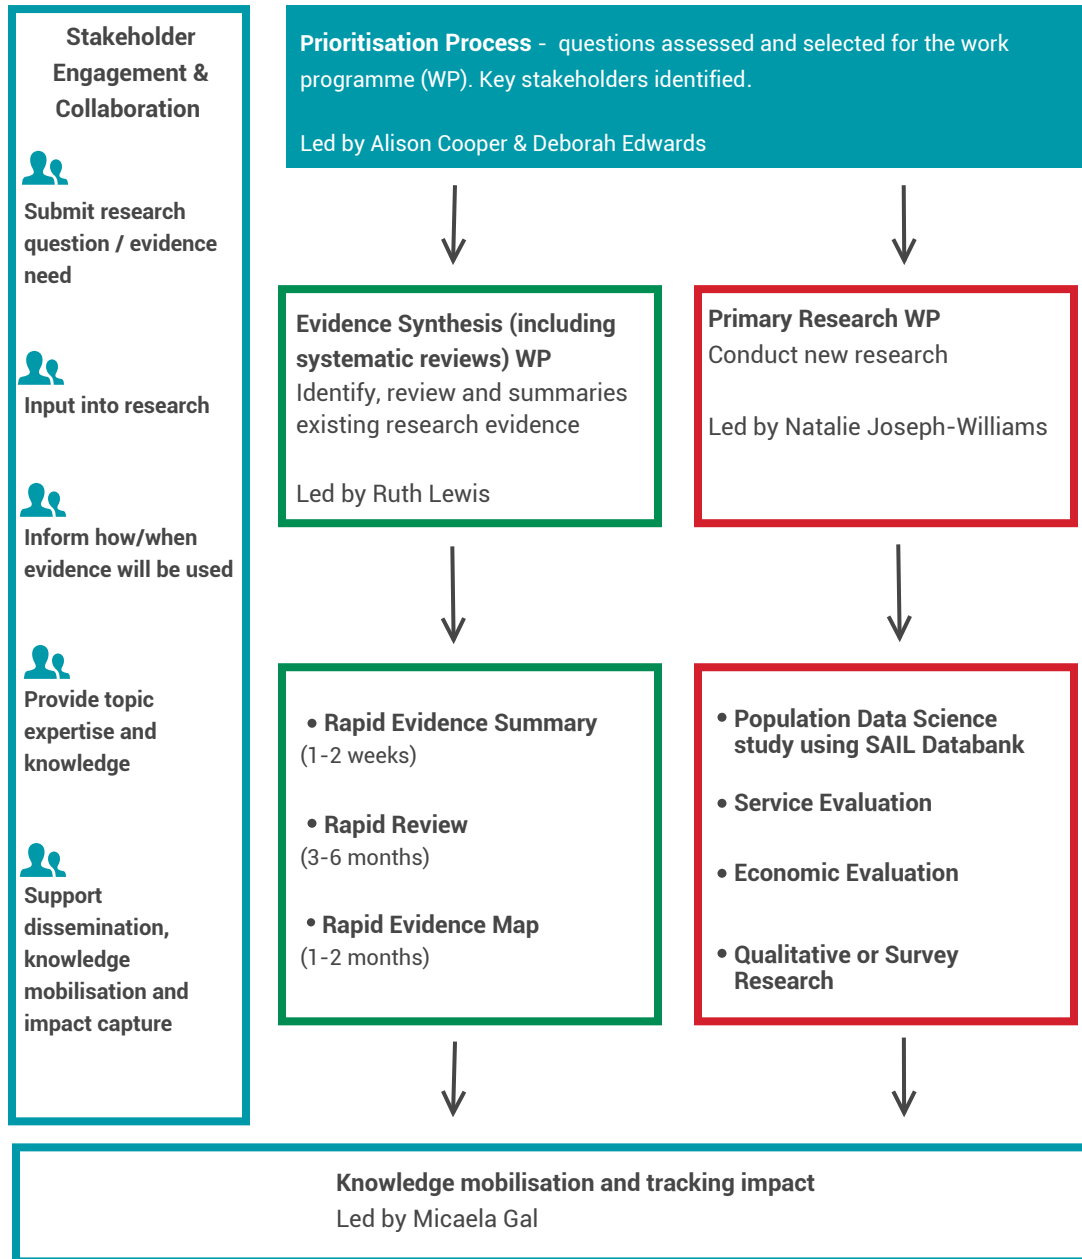 Stakeholder
Engagement &
Collaboration
Submit research
question / evidence
need
Input into research
Inform how/when
evidence will be used
Provide topic
expertise and
knowledge
Support
dissemination,
knowledge
mobilisation and
impact capture
Prioritisation Process - questions assessed and selected for the work
programme (WP). Key stakeholders identified.
Led by Alison Cooper & Deborah Edwards
Evidence Synthesis (including
systematic reviews) WP
Identify, review and summaries
existing research evidence
Led by Ruth Lewis
Primary Research WP
Conduct new research
Led by Natalie Joseph-Williams
• Rapid Evidence Summary
(1-2 weeks)
• Rapid Review
(3-6 months)
• Rapid Evidence Map
(1-2 months)
• Population Data Science
study using SAIL Databank
• Service Evaluation
• Economic Evaluation
• Qualitative or Survey
Research
Knowledge mobilisation and tracking impact
Led by Micaela Gal